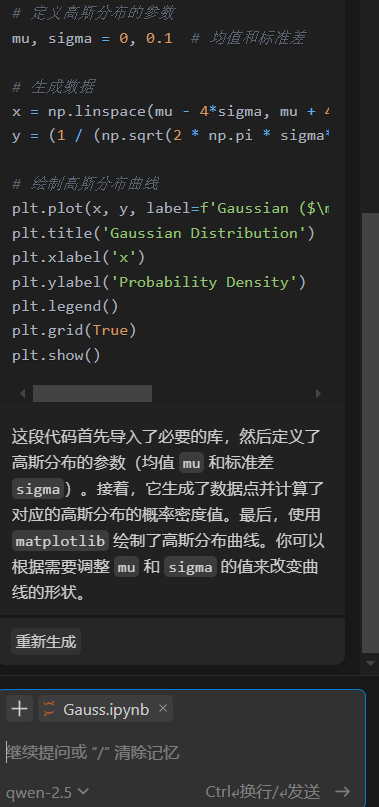 # 定义高斯分布的参数
mu, sigma = 0, 0.1  # 均值和标准差
# 生成数据
x = np.linspace(mu - 4*sigma, mu + 4
y = (1 / (np.sqrt(2 * np.pi * sigma*
# 绘制高斯分布曲线
plt.plot(x, y, label=f'Gaussian ($\m
plt.title('Gaussian Distribution')
plt.xlabel('x')
plt.ylabel('Probability Density')
plt.legend()
plt.grid(True)
plt.show()
这段代码首先导入了必要的库，然后定义了
高斯分布的参数（均值 mu 和标准差
sigma）。接着，它生成了数据点并计算了
对应的高斯分布的概率密度值。最后，使用
matplotlib 绘制了高斯分布曲线。你可以
根据需要调整 mu 和 sigma 的值来改变曲
线的形状。
重新生成
Gauss.ipynb
继续提问或 “/” 清除记忆
qwen-2.5 Ctrl↵换行/↵发送